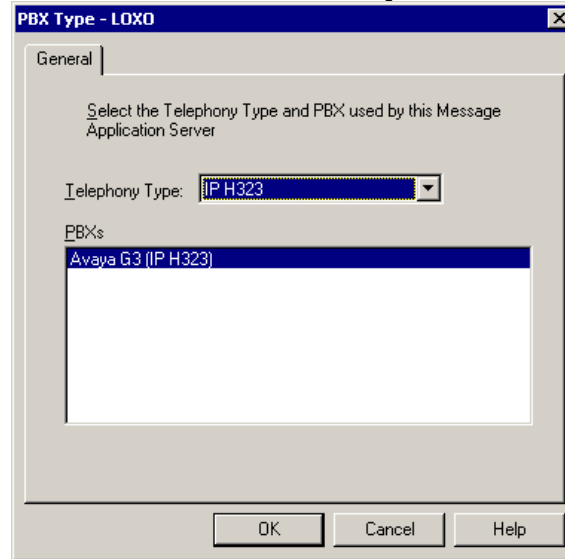 PBX Type - LOXO
General
Select the Telephony Type and PBX used by this Message
Application Server
Telephony Type: IP H323
PBXs
Avaya G3 (IP H323)
OK Cancel Help